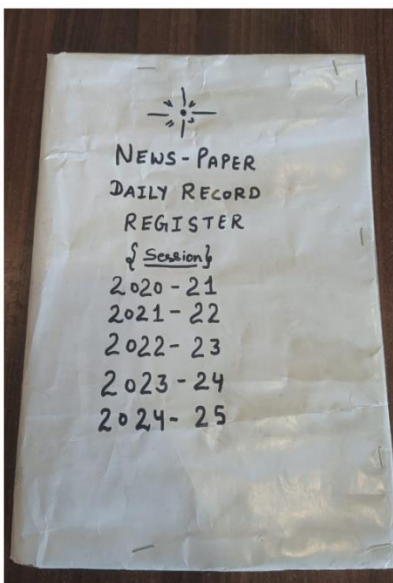 NEWS-PAPER
DAILY RECORD
REGISTER
{Session}
2020-21
2021-22
2022-23
2023-24
2024-25